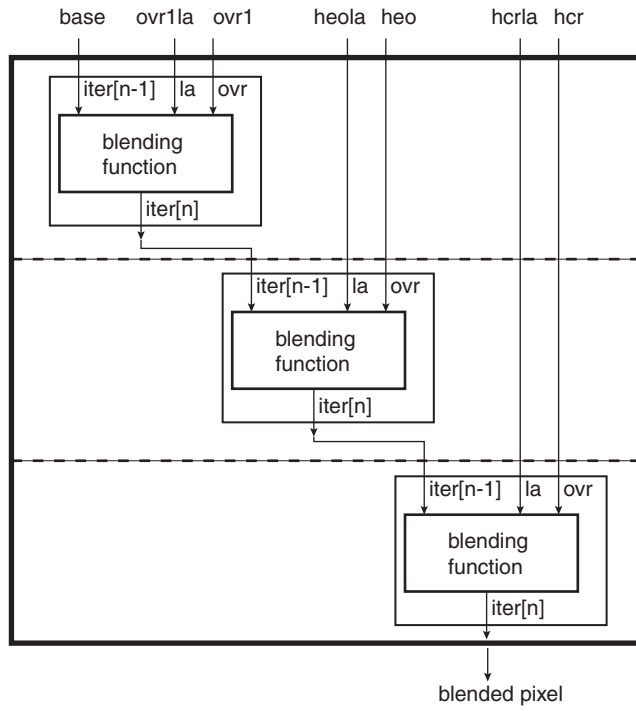 base ovr1la ovr1 heola heo hcrla hcr
iter[n-1] la ovr
blending
function
iter[n]
iter[n-1] la ovr
blending
function
iter[n]
iter[n-1] la ovr
blending
function
iter[n]
blended pixel